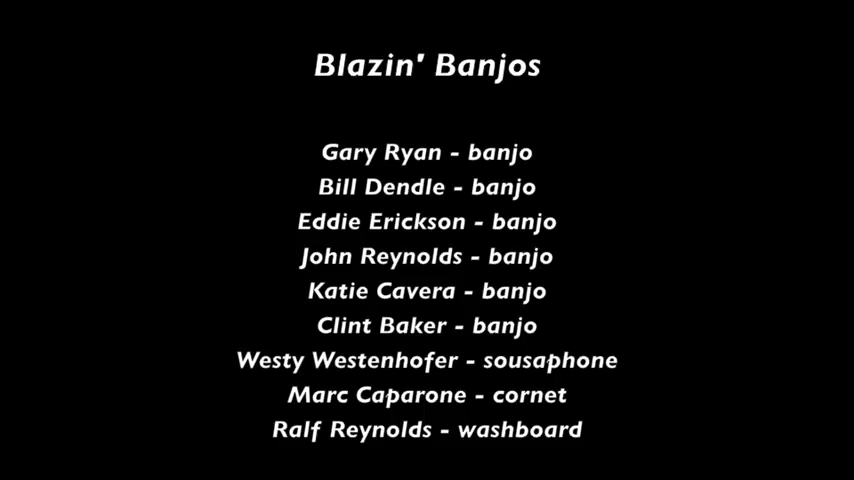 Blazin' Banjos
Gary Ryan - banjo
Bill Dendle - banjo
Eddie Erickson - banjo
John Reynolds - banjo
Katie Cavera - banjo
Clint Baker - banjo
Westy Westenhofer - sousaphone
Marc Caparone - cornet
Ralf Reynolds - washboard